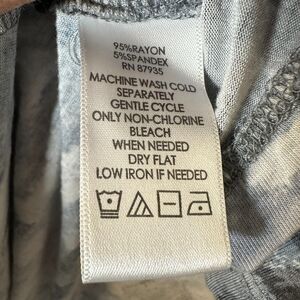 95%RAYON
5%SPANDEX
RN 87935
MACHINE WASH COLD
SEPARATELY
GENTLE CYCLE
ONLY NON-CHLORINE
BLEACH
WHEN NEEDED
DRY FLAT
LOW IRON IF NEEDED